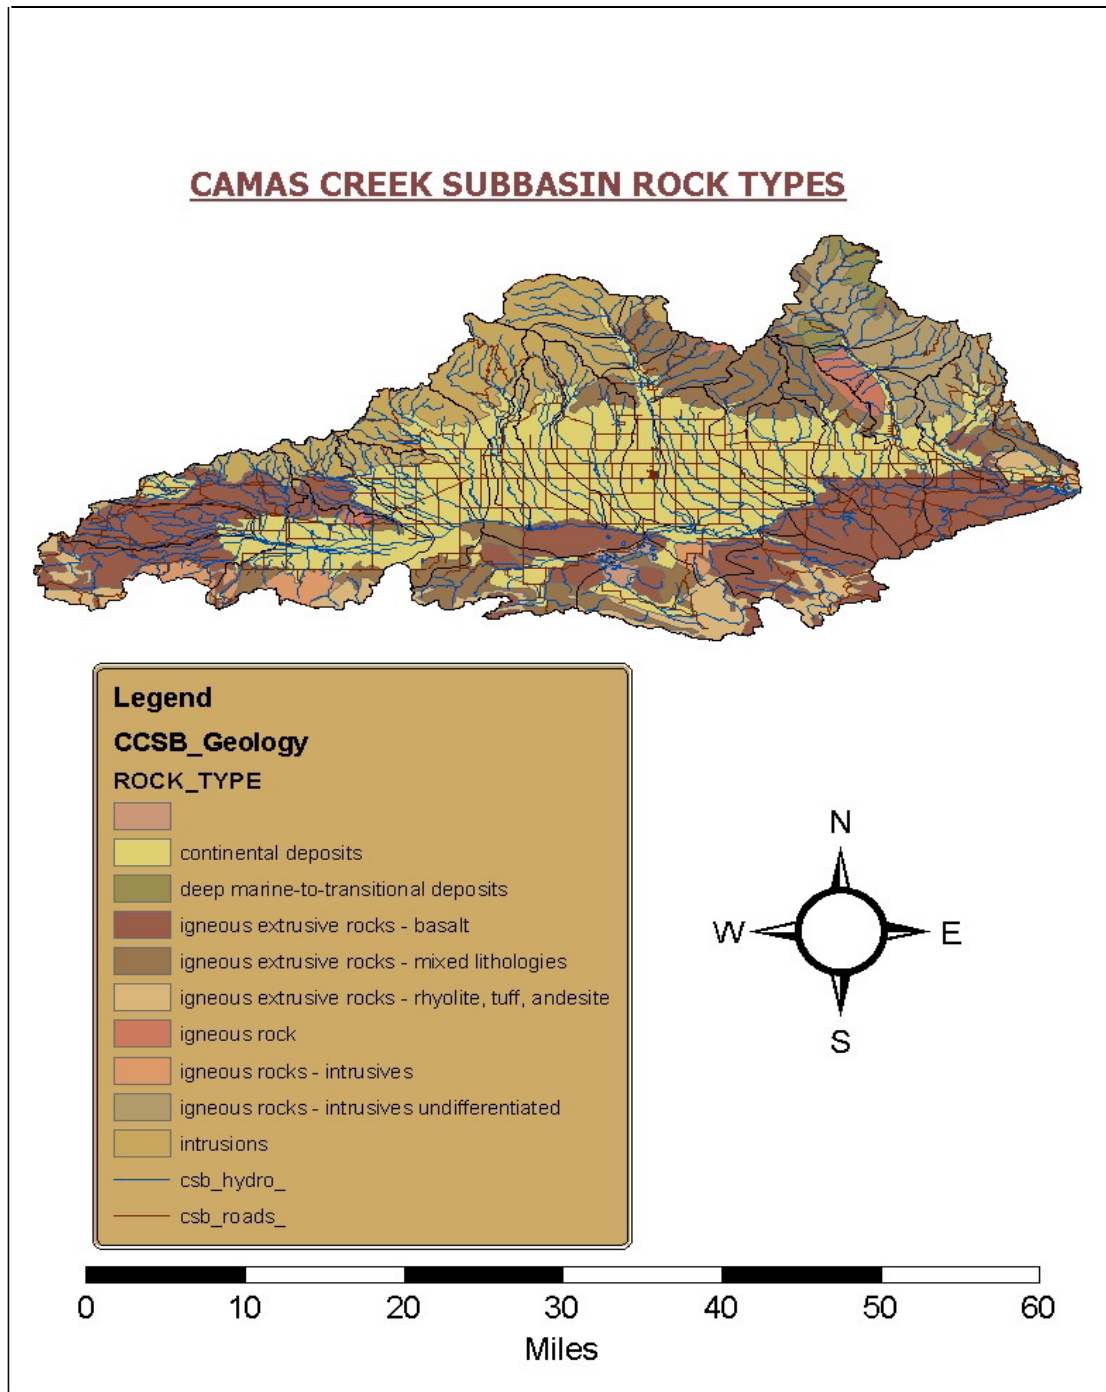 CAMAS CREEK SUBBASIN ROCK TYPES
Legend
CCSB_Geology
ROCK_TYPE
continental deposits
deep marine-to-transitional deposits
igneous extrusive rocks - basalt
igneous extrusive rocks - mixed lithologies
igneous extrusive rocks - rhyolite, tuff, andesite
igneous rock
igneous rocks - intrusives
igneous rocks - intrusives undifferentiated
intrusions
csb_hydro_
csb_roads_
N
W E
S
0 10 20 30 40 50 60
Miles